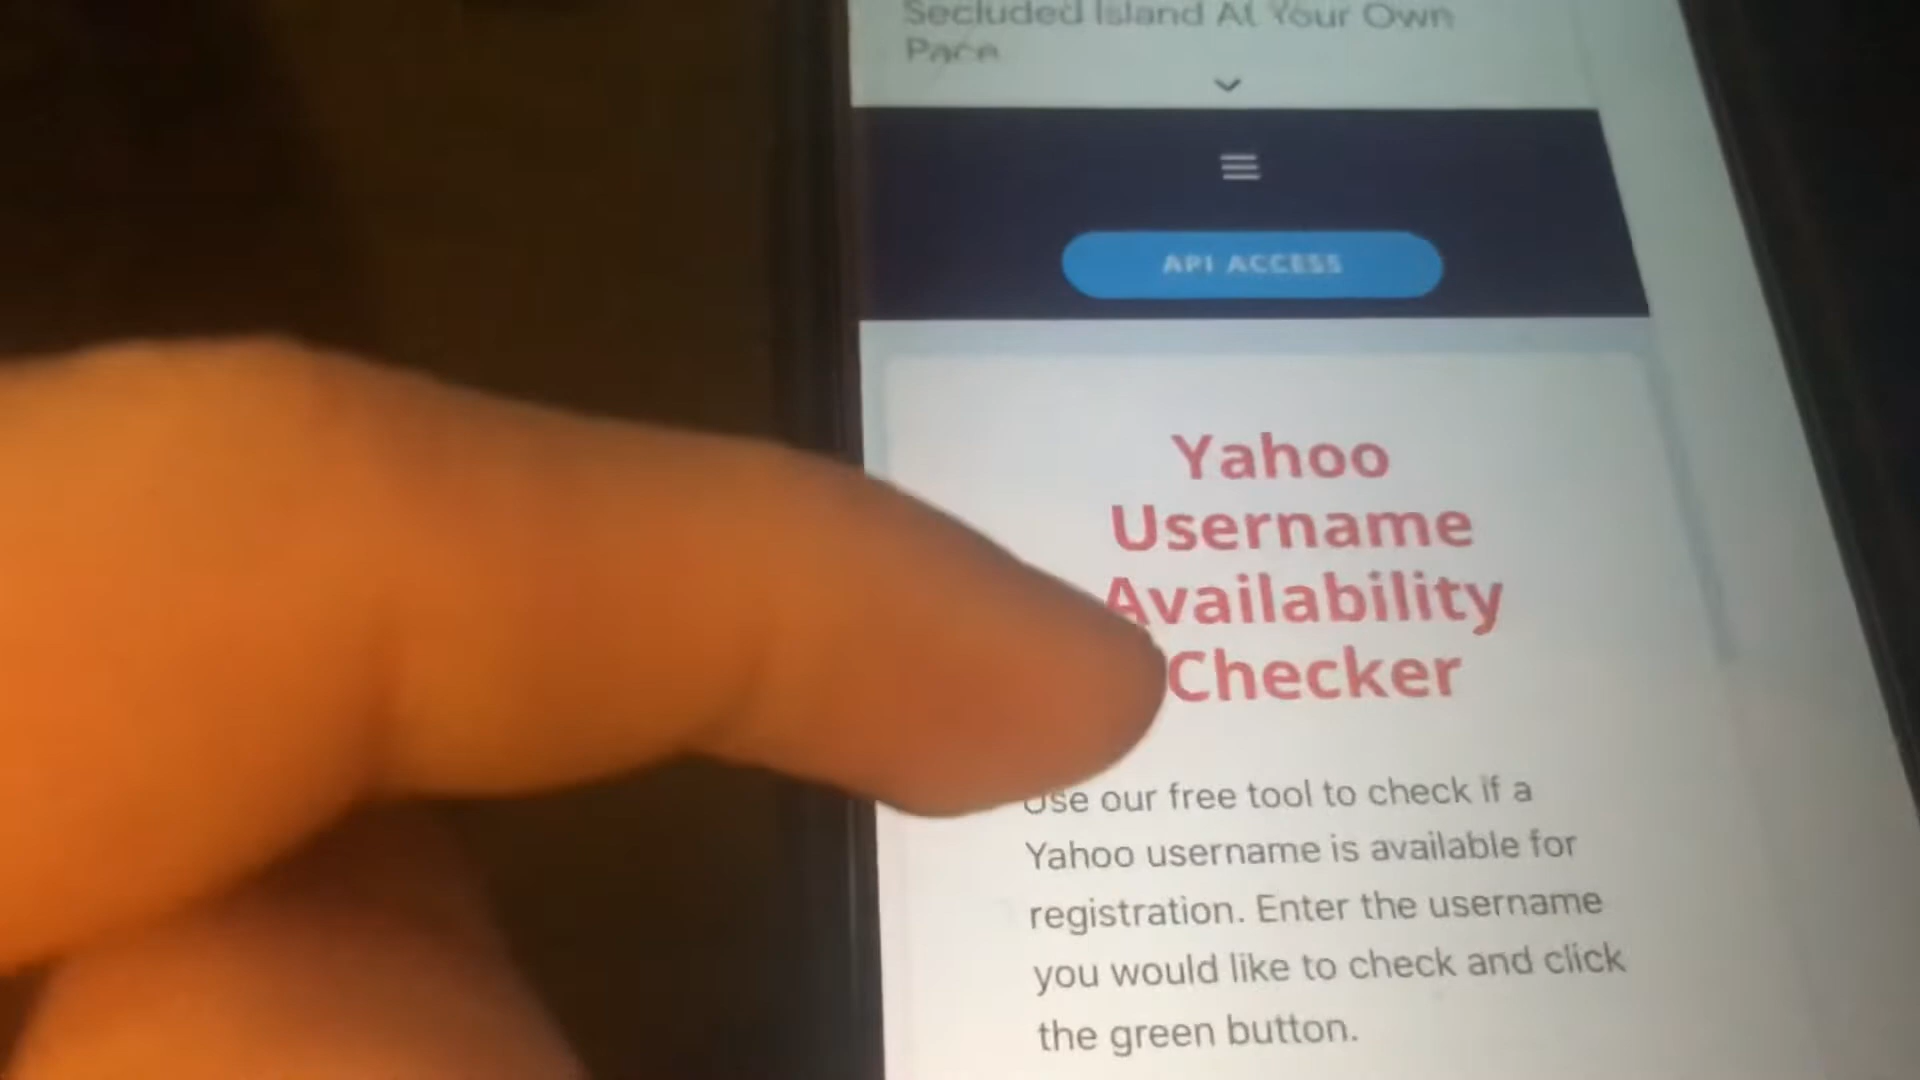 Secluded Island At Your Own
Pace
API ACCESS
Yahoo
Username
Availability
Checker
Use our free tool to check if a
Yahoo username is available for
registration. Enter the username
you would like to check and click
the green button.